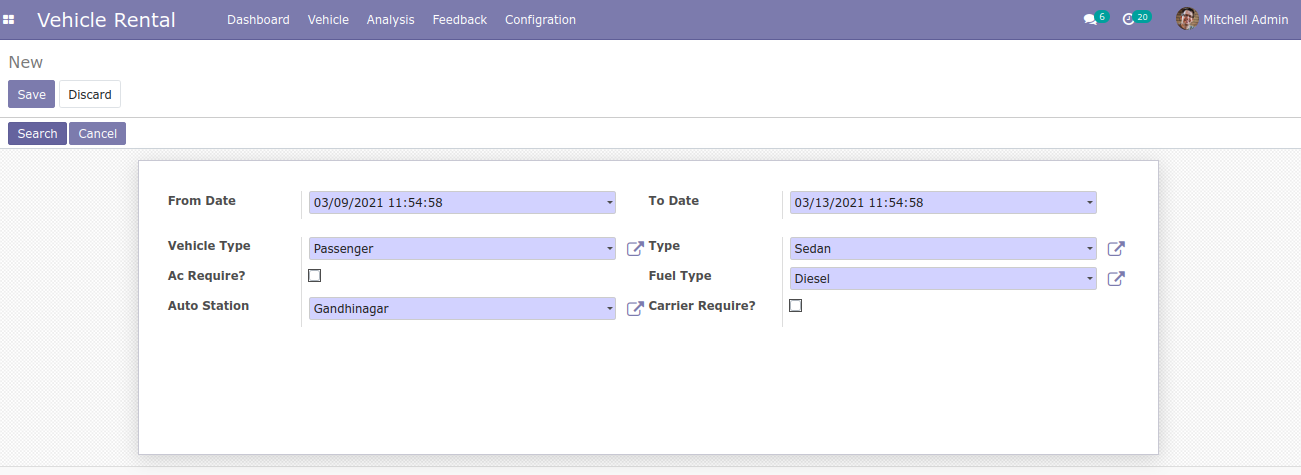 Vehicle Rental Dashboard Vehicle Analysis Feedback Configration 6 20 Mitchell Admin
New
Save Discard
Search Cancel
From Date 03/09/2021 11:54:58 To Date 03/13/2021 11:54:58
Vehicle Type Passenger Type Sedan
Ac Require? Fuel Type Diesel
Auto Station Gandhinagar Carrier Require?